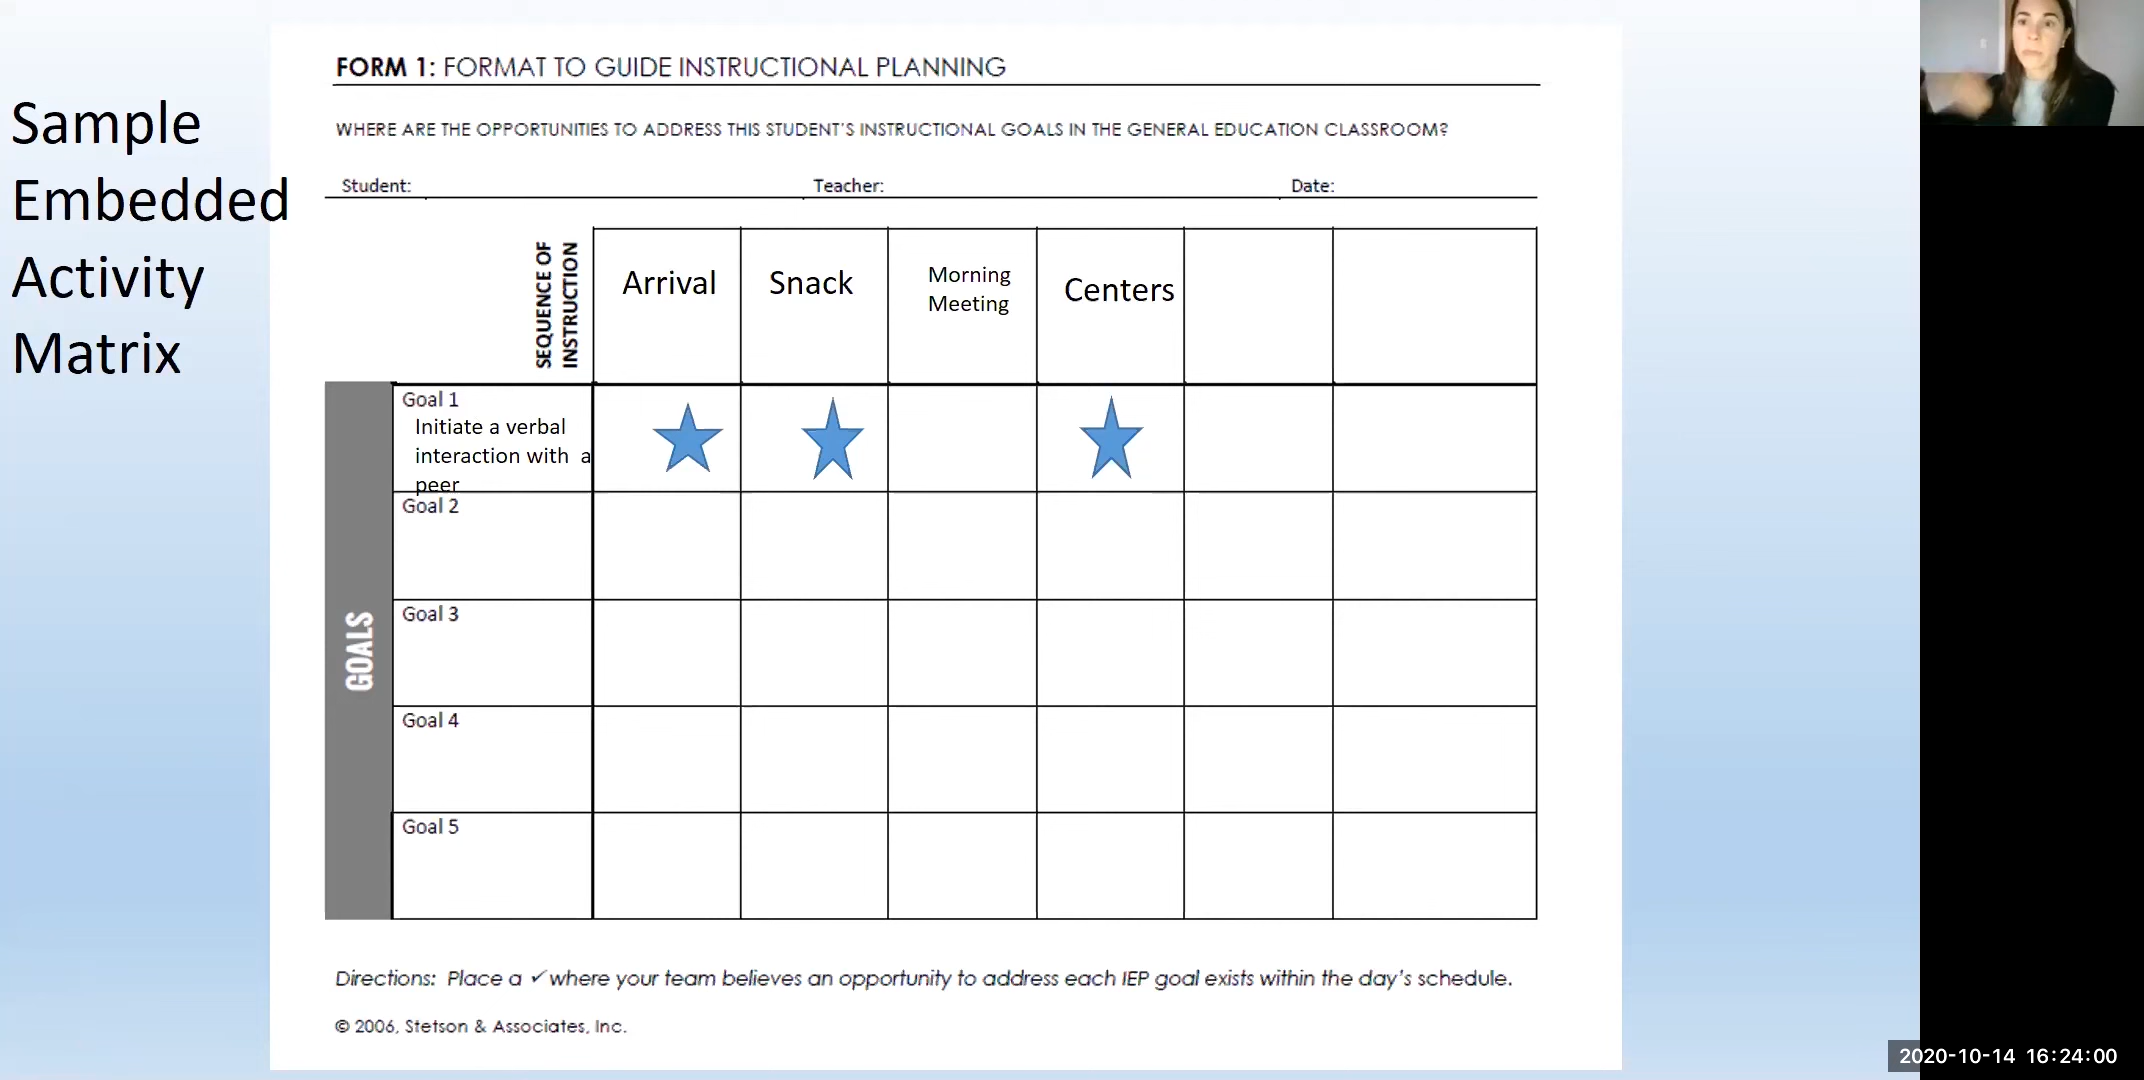 Sample
Embedded
Activity
Matrix
FORM 1: FORMAT TO GUIDE INSTRUCTIONAL PLANNING
WHERE ARE THE OPPORTUNITIES TO ADDRESS THIS STUDENT'S INSTRUCTIONAL GOALS IN THE GENERAL EDUCATION CLASSROOM?
Student: Teacher: Date:
SEQUENCE OF
INSTRUCTION
Arrival
Snack
Morning
Meeting
Centers
GOALS
Goal 1
Initiate a verbal
interaction with a
peer
Goal 2
Goal 3
Goal 4
Goal 5
Directions: Place a ✓ where your team believes an opportunity to address each IEP goal exists within the day's schedule.
© 2006, Stetson & Associates, Inc.
2020-10-14 16:24:00